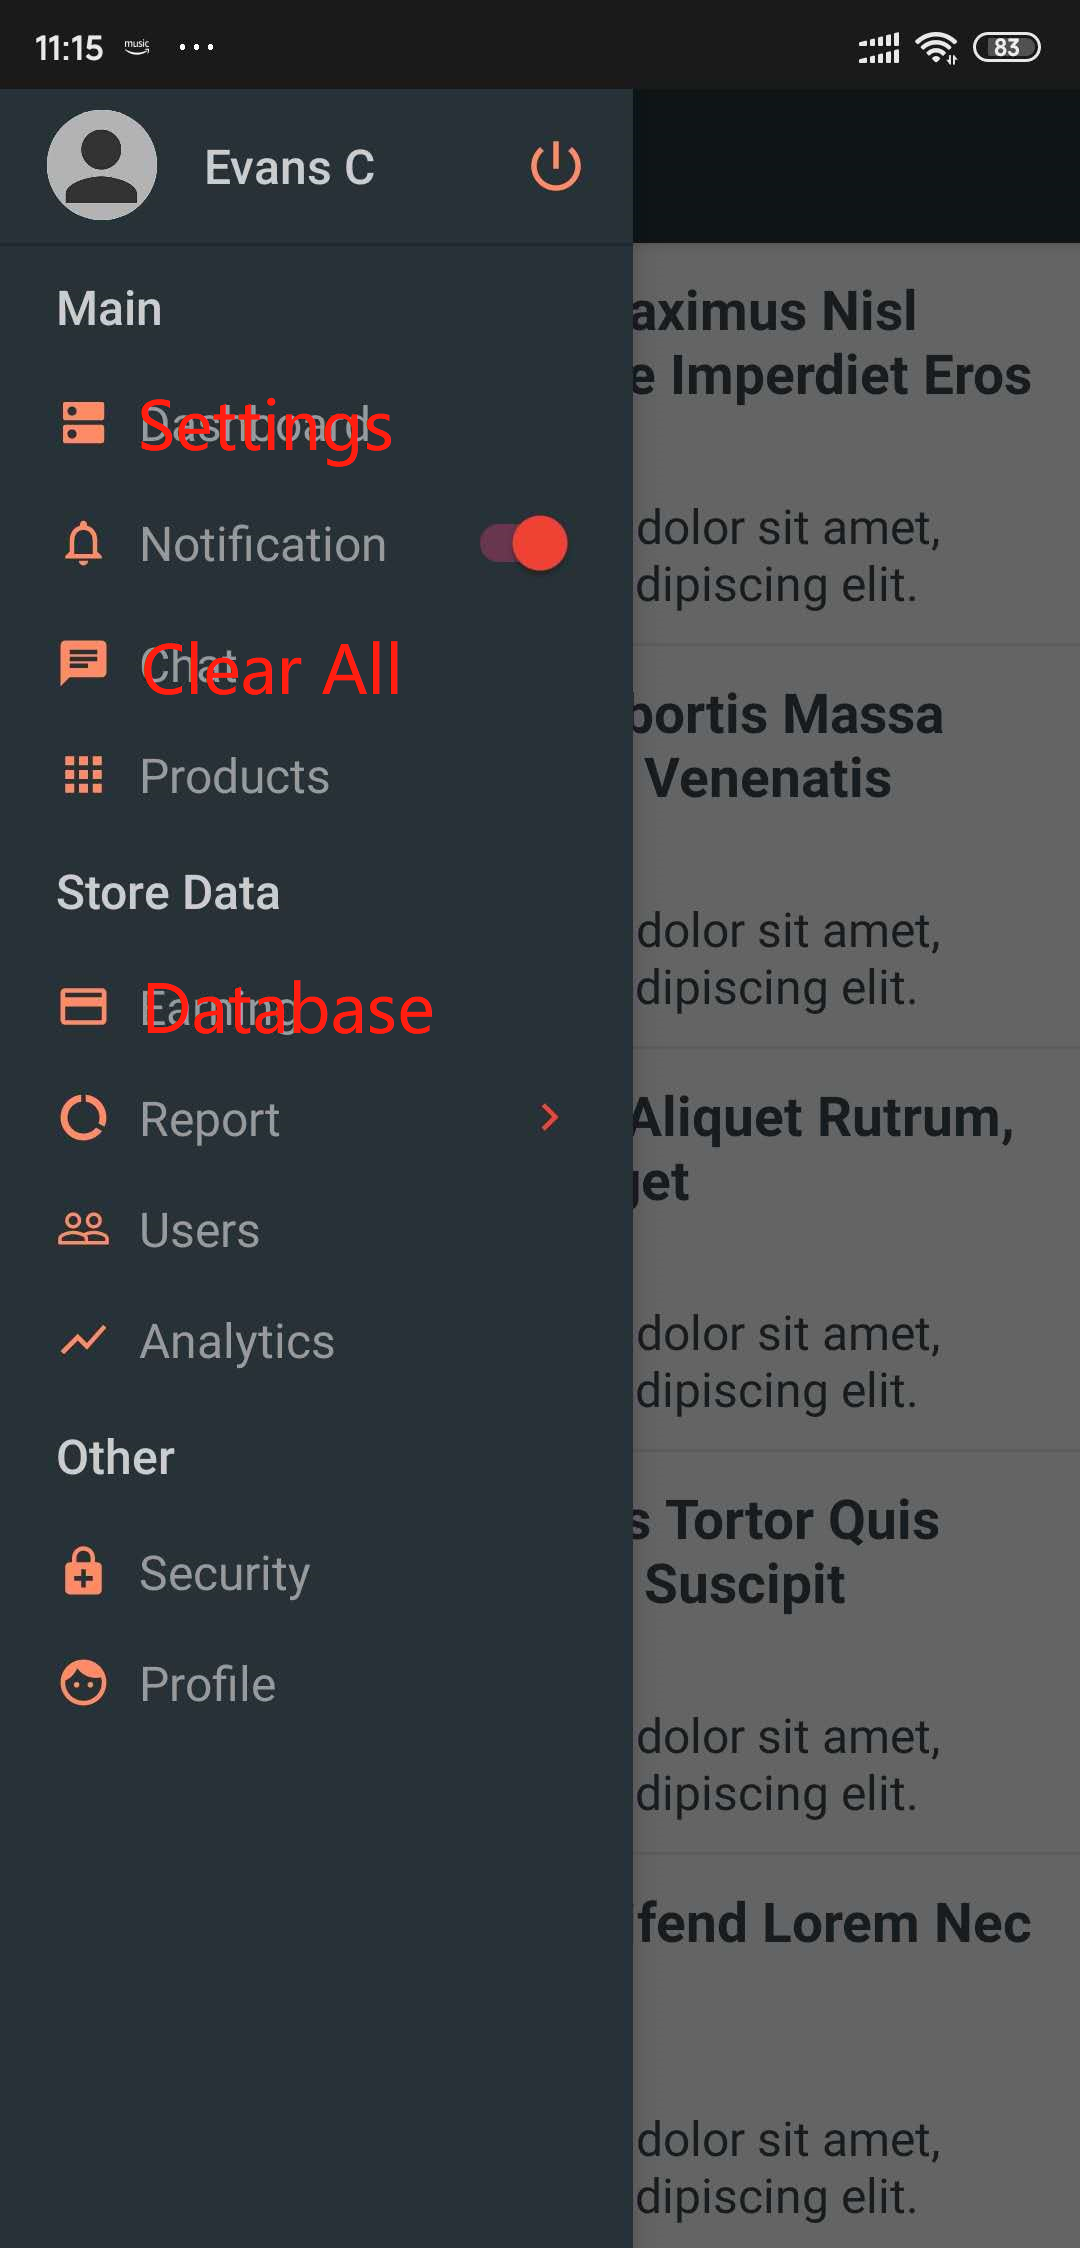 11:15 music ... 83
Evans C
Main
Dashboard
Settings
Notification
Chat
Clear All
Products
Store Data
Earning
Database
Report
Users
Analytics
Other
Security
Profile
aximus Nisl
e Imperdiet Eros
dolor sit amet,
dipiscing elit.
bortis Massa
Venenatis
dolor sit amet,
dipiscing elit.
Aliquet Rutrum,
get
dolor sit amet,
dipiscing elit.
s Tortor Quis
Suscipit
dolor sit amet,
dipiscing elit.
fend Lorem Nec
dolor sit amet,
dipiscing elit.